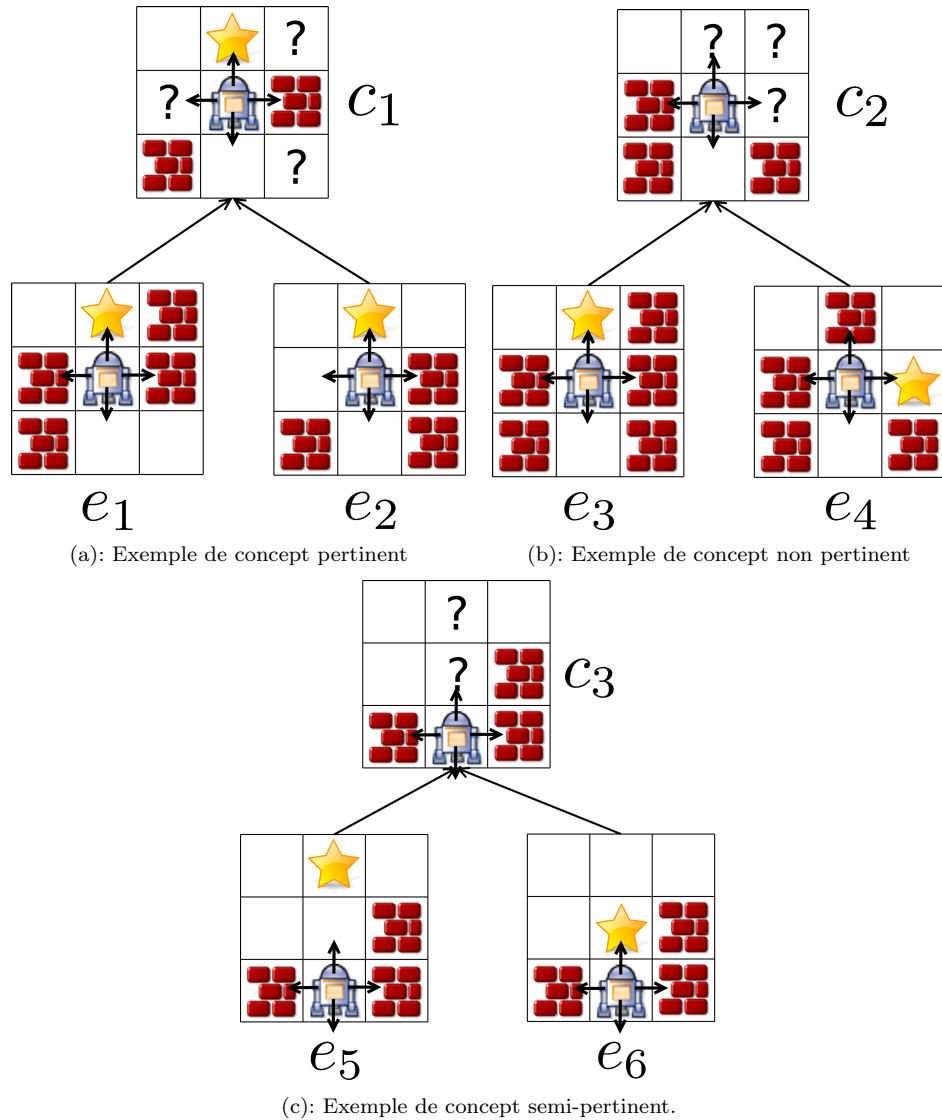 ?
? c1
?
? ?
? c2
e1 e2 e3 e4
(a): Exemple de concept pertinent
(b): Exemple de concept non pertinent
?
? c3
e5 e6
(c): Exemple de concept semi-pertinent.